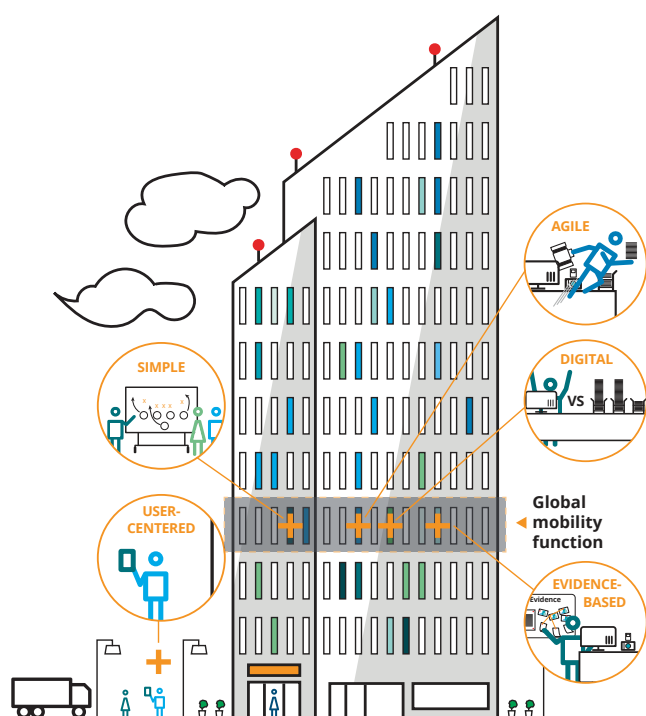 AGILE
DIGITAL
VS
SIMPLE
x x x x x
USER-
CENTERED
Global
mobility
function
EVIDENCE-
BASED
Evidence